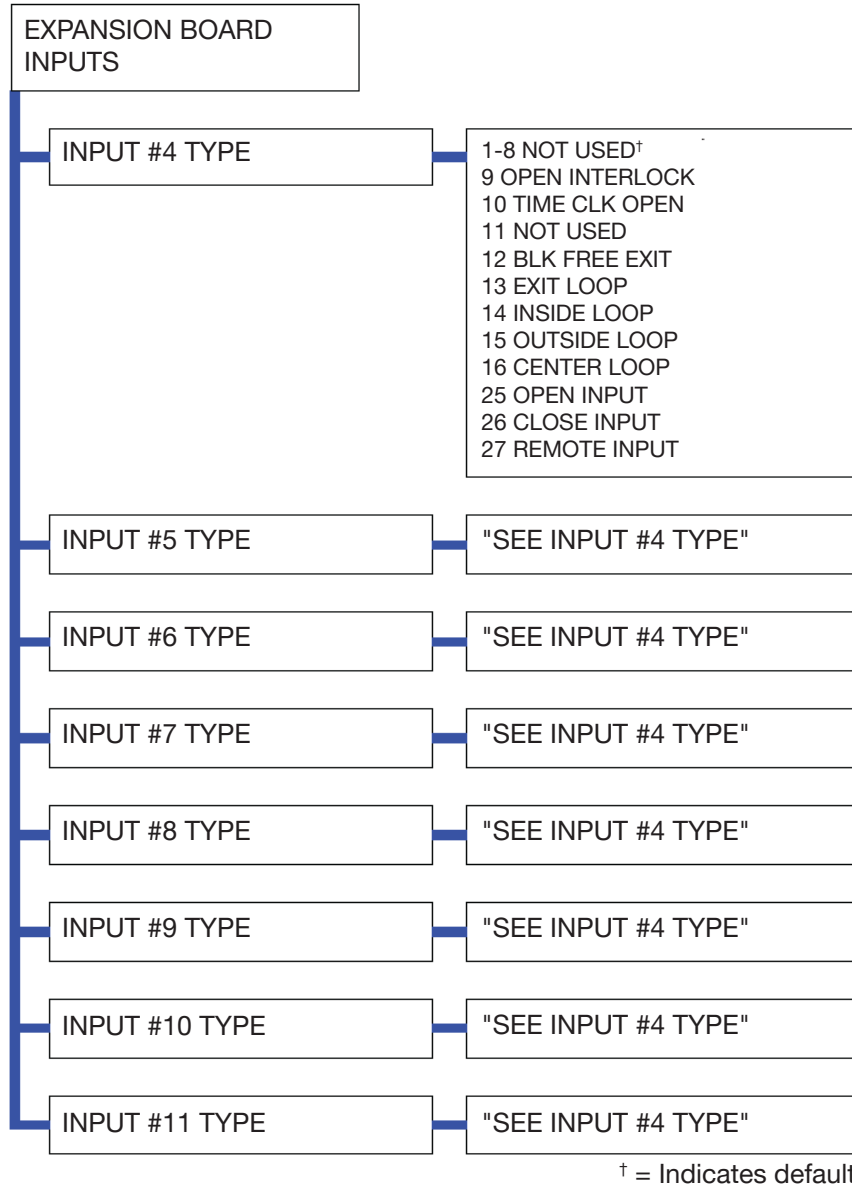 EXPANSION BOARD
INPUTS
INPUT #4 TYPE
1-8 NOT USED†
9 OPEN INTERLOCK
10 TIME CLK OPEN
11 NOT USED
12 BLK FREE EXIT
13 EXIT LOOP
14 INSIDE LOOP
15 OUTSIDE LOOP
16 CENTER LOOP
25 OPEN INPUT
26 CLOSE INPUT
27 REMOTE INPUT
INPUT #5 TYPE
"SEE INPUT #4 TYPE"
INPUT #6 TYPE
"SEE INPUT #4 TYPE"
INPUT #7 TYPE
"SEE INPUT #4 TYPE"
INPUT #8 TYPE
"SEE INPUT #4 TYPE"
INPUT #9 TYPE
"SEE INPUT #4 TYPE"
INPUT #10 TYPE
"SEE INPUT #4 TYPE"
INPUT #11 TYPE
"SEE INPUT #4 TYPE"
† = Indicates default